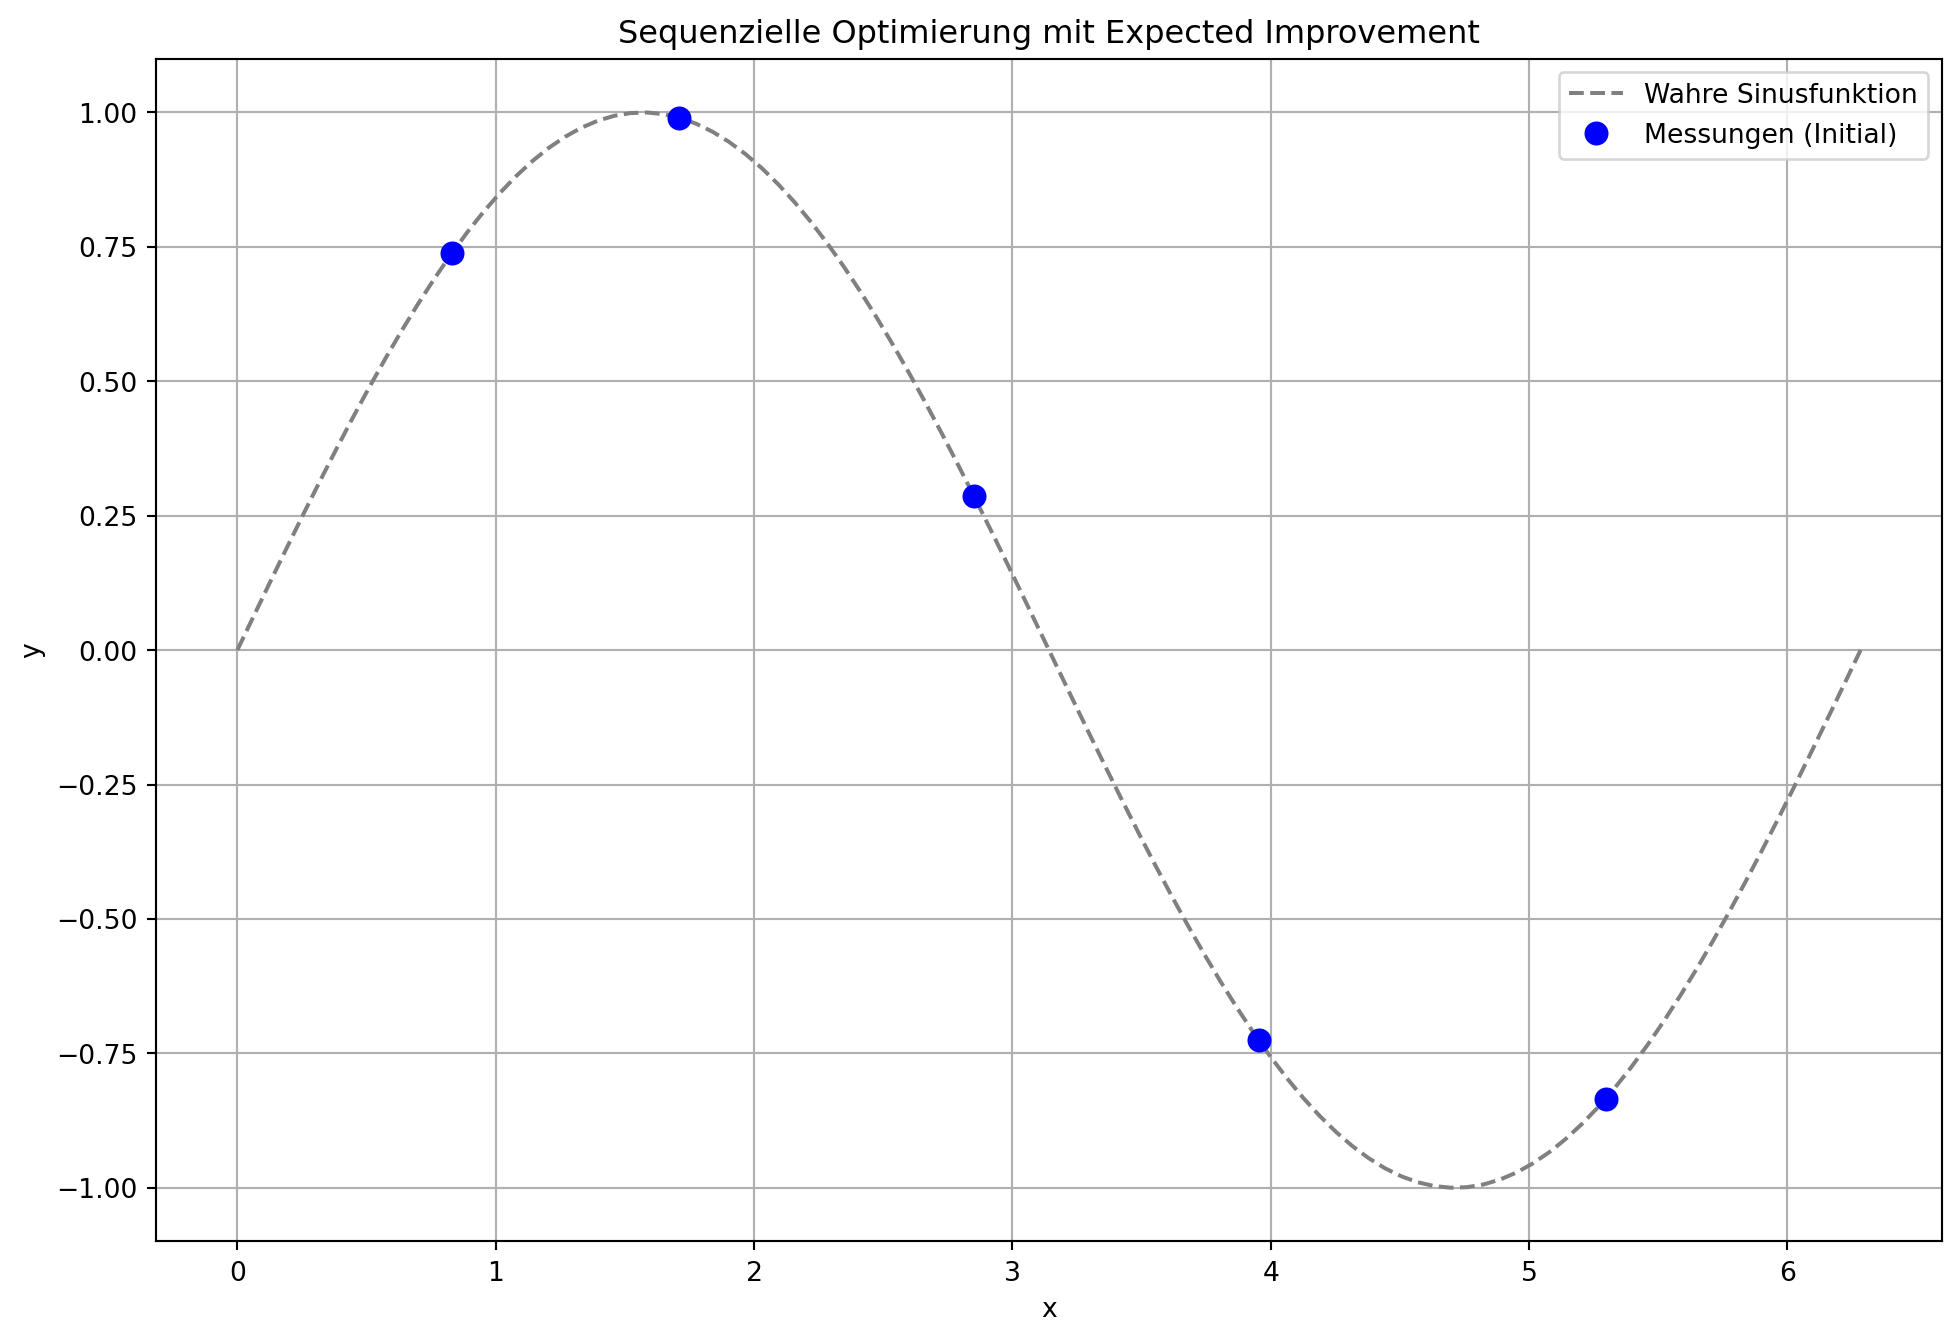 Sequenzielle Optimierung mit Expected Improvement
Wahre Sinusfunktion
Messungen (Initial)
1.00
0.75
0.50
0.25
0.00
−0.25
−0.50
−0.75
−1.00
y
0 1 2 3 4 5 6
x